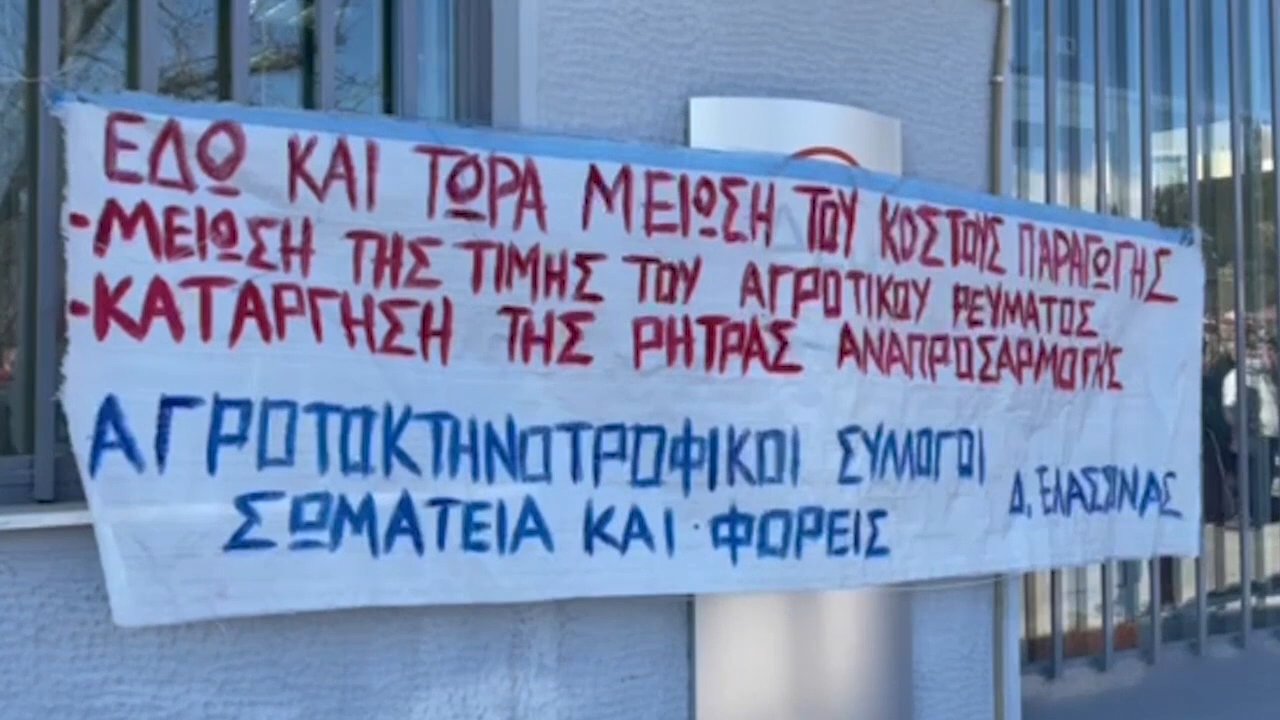 ΕΔΩ ΚΑΙ ΤΩΡΑ ΜΕΙΩΣΗ ΤΟΥ ΚΟΣΤΟΥΣ ΠΑΡΑΓΩΓΗΣ
-ΜΕΙΩΣΗ ΤΗΣ ΤΙΜΗΣ ΤΟΥ ΑΓΡΟΤΙΚΟΥ ΡΕΥΜΑΤΟΣ
-ΚΑΤΑΡΓΗΣΗ ΤΗΣ ΡΗΤΡΑΣ ΑΝΑΠΡΟΣΑΡΜΟΓΗΣ
ΑΓΡΟΤΟΚΤΗΝΟΤΡΟΦΙΚΟΙ ΣΥΛΛΟΓΟΙ
ΣΩΜΑΤΕΙΑ ΚΑΙ ΦΟΡΕΙΣ Δ. ΕΛΑΣΣΟΝΑΣ